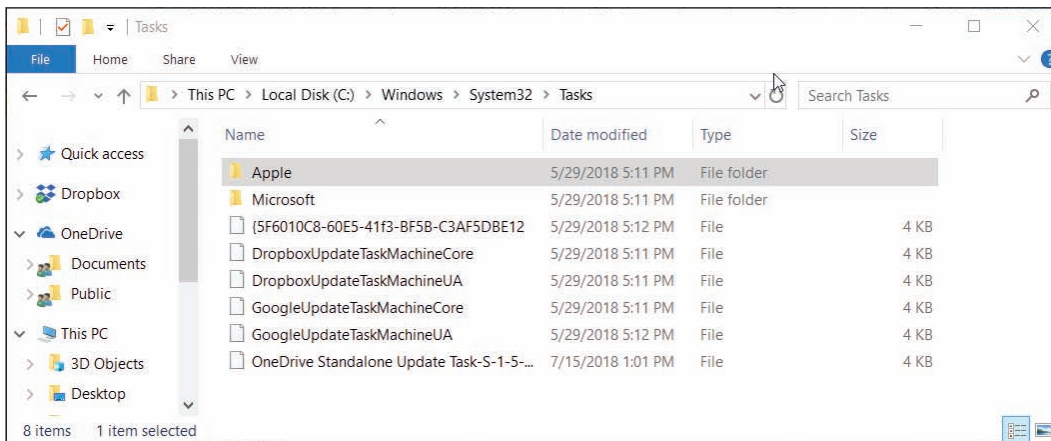 Tasks
File Home Share View
This PC > Local Disk (C:) > Windows > System32 > Tasks Search Tasks
Name Date modified Type Size
Quick access
Dropbox
OneDrive
Documents
Public
This PC
3D Objects
Desktop
Apple 5/29/2018 5:11 PM File folder
Microsoft 5/29/2018 5:11 PM File folder
{5F6010C8-60E5-41f3-BF5B-C3AF5DBE12 5/29/2018 5:12 PM File 4 KB
DropboxUpdateTaskMachineCore 5/29/2018 5:11 PM File 4 KB
DropboxUpdateTaskMachineUA 5/29/2018 5:11 PM File 4 KB
GoogleUpdateTaskMachineCore 5/29/2018 5:11 PM File 4 KB
GoogleUpdateTaskMachineUA 5/29/2018 5:12 PM File 4 KB
OneDrive Standalone Update Task-S-1-5-... 7/15/2018 1:01 PM File 4 KB
8 items 1 item selected